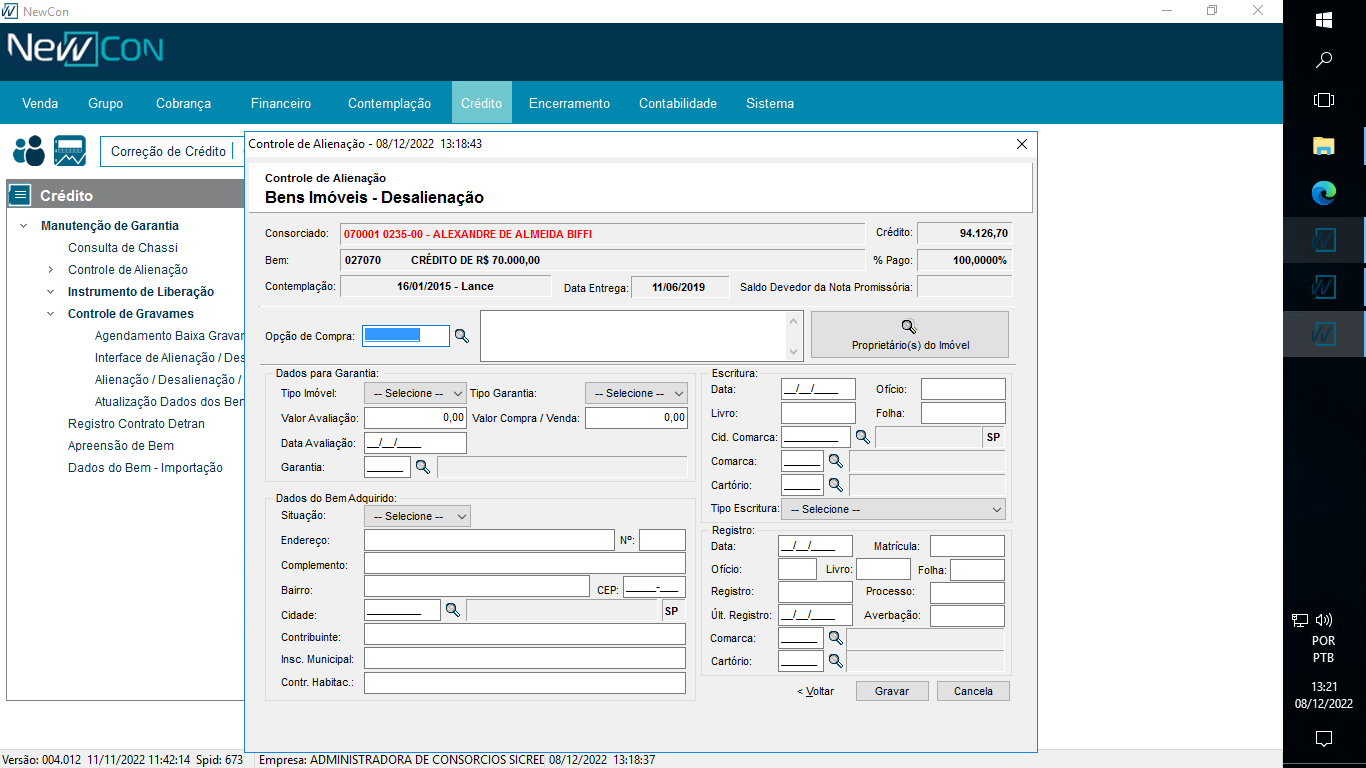 NewCon
NEWCON
Venda Grupo Cobrança Financeiro Contemplação Crédito Encerramento Contabilidade Sistema
Correção de Crédito
Crédito
Manutenção de Garantia
Consulta de Chassi
Controle de Alienação
Instrumento de Liberação
Controle de Gravames
Agendamento Baixa Gravar
Interface de Alienação / Des
Alienação / Desalienação /
Atualização Dados dos Ben
Registro Contrato Detran
Apreensão de Bem
Dados do Bem - Importação
Controle de Alienação - 08/12/2022 13:18:43
Controle de Alienação
Bens Imóveis - Desalienação
Consorciado: 070001 0235-00 - ALEXANDRE DE ALMEIDA BIFFI Crédito: 94.126,70
Bem: 027070 CRÉDITO DE R$ 70.000,00 % Pago: 100,0000%
Contemplação: 16/01/2015 - Lance Data Entrega: 11/06/2019 Saldo Devedor da Nota Promissória:
Opção de Compra: Proprietário(s) do Imóvel
Dados para Garantia:
Tipo Imóvel: -- Selecione -- Tipo Garantia: -- Selecione --
Valor Avaliação: 0,00 Valor Compra / Venda: 0,00
Data Avaliação: __/__/____
Garantia: ______
Dados do Bem Adquirido:
Situação: -- Selecione --
Endereço: Nº:
Complemento:
Bairro: CEP: _____-___
Cidade: _________ SP
Contribuinte:
Insc. Municipal:
Contr. Habitac.:
Escritura:
Data: __/__/____ Ofício:
Livro: Folha:
Cid. Comarca: _________ SP
Comarca: ______
Cartório: ______
Tipo Escritura: -- Selecione --
Registro:
Data: __/__/____ Matrícula:
Ofício: Livro: Folha:
Registro: Processo:
Últ. Registro: __/__/____ Averbação:
Comarca: ______
Cartório: ______
< Voltar Gravar Cancela
Versão: 004.012 11/11/2022 11:42:14 Spid: 673 Empresa: ADMINISTRADORA DE CONSORCIOS SICRED 08/12/2022 13:18:37
POR
PTB
13:21
08/12/2022